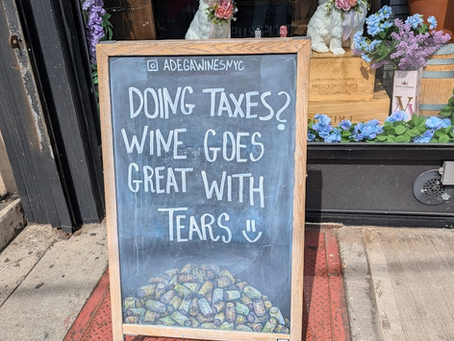 @ADEGAWINESNYC
DOING TAXES?
WINE GOES
GREAT WITH
TEARS